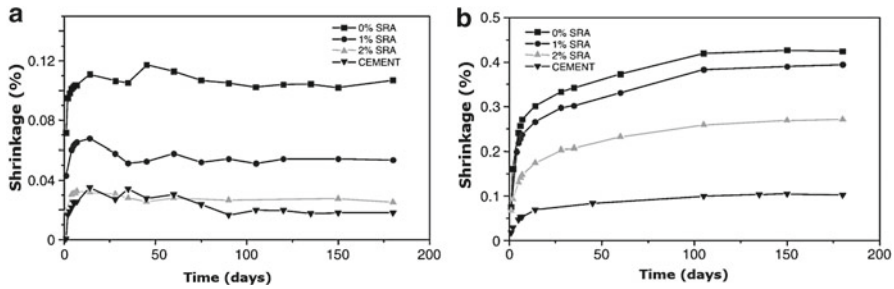 a
Shrinkage (%)
0.12
0.08
0.04
0
0% SRA
1% SRA
2% SRA
CEMENT
0
50
100
150
200
Time (days)
b
Shrinkage (%)
0.5
0.4
0.3
0.2
0.1
0.0
0% SRA
1% SRA
2% SRA
CEMENT
0
50
100
150
200
Time (days)